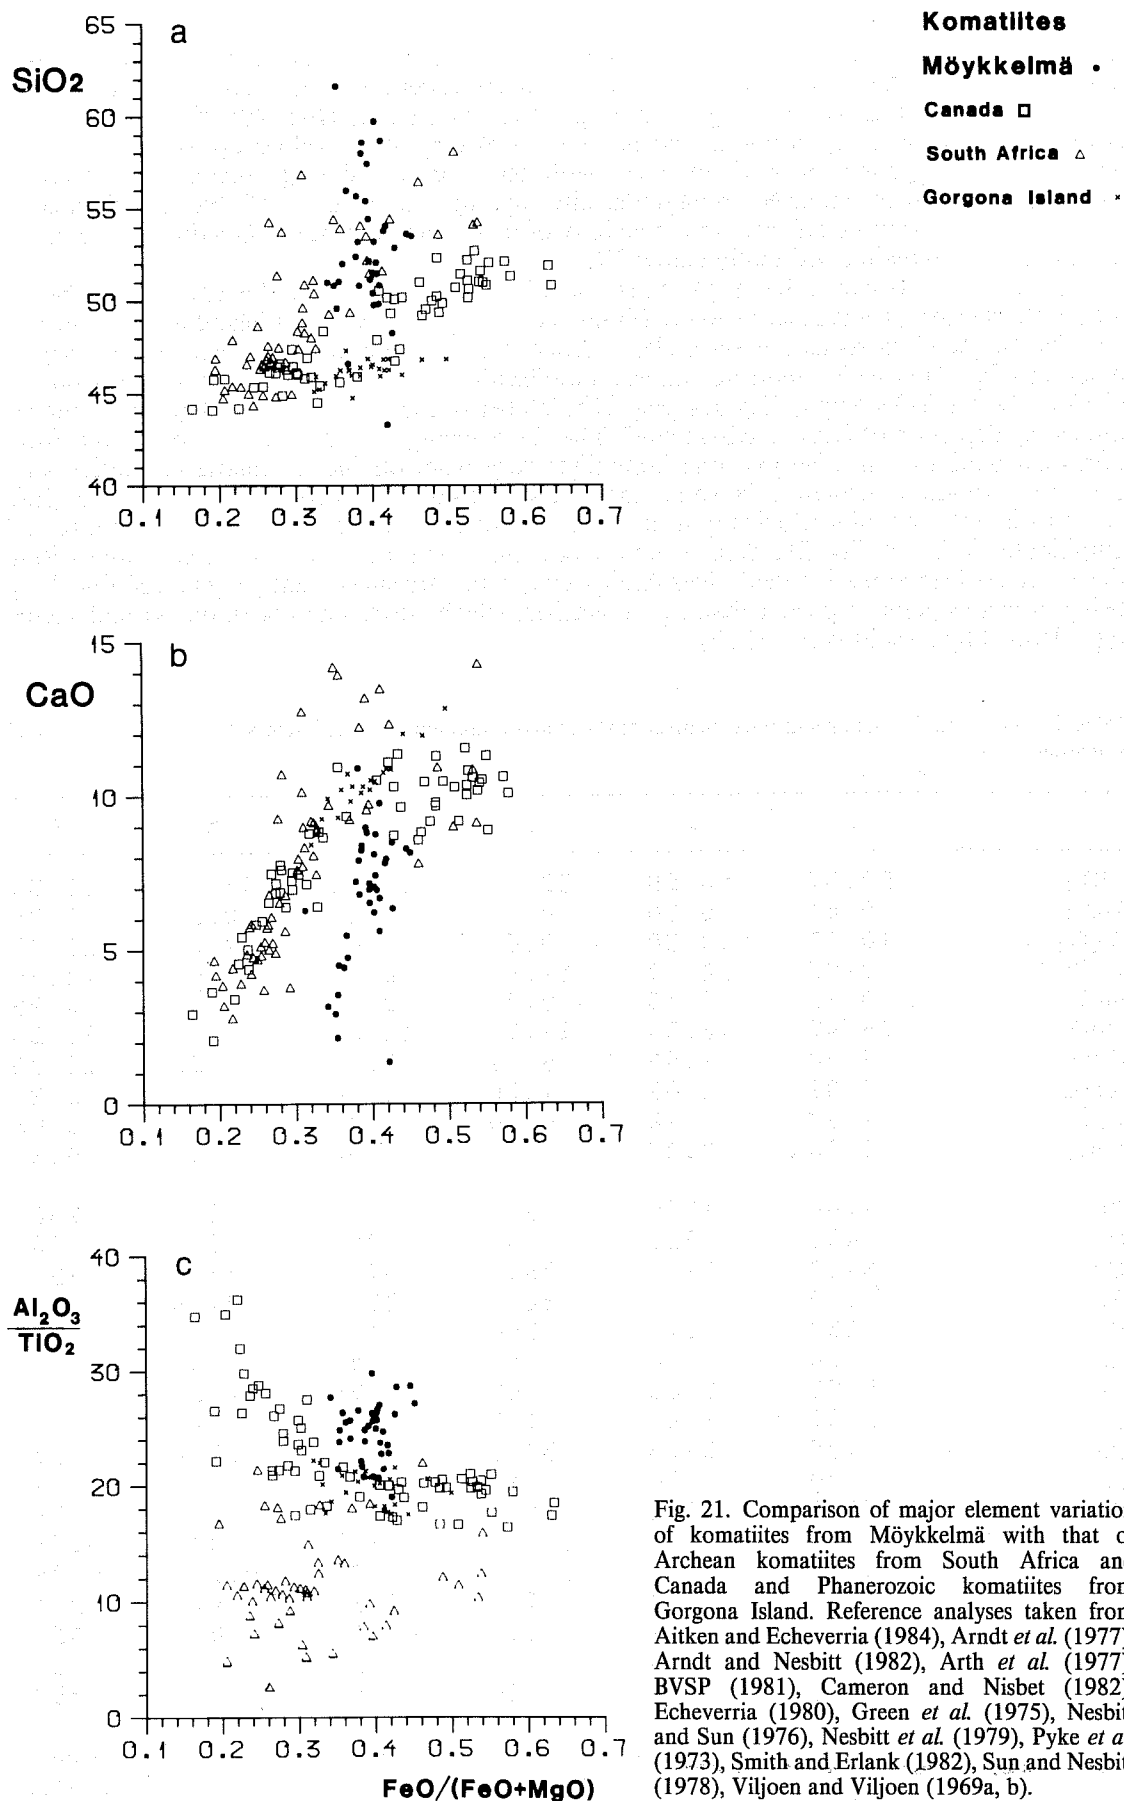 Komatiites
Möykkelmä
Canada
South Africa
Gorgona Island
a
SiO2
65
60
55
50
45
40
0.1 0.2 0.3 0.4 0.5 0.6 0.7
b
CaO
15
10
5
0
0.1 0.2 0.3 0.4 0.5 0.6 0.7
c
Al2O3
TiO2
40
30
20
10
0
0.1 0.2 0.3 0.4 0.5 0.6 0.7
FeO/(FeO+MgO)
Fig. 21. Comparison of major element variation
of komatiites from Möykkelmä with that o
Archean komatiites from South Africa an
Canada and Phanerozoic komatiites fro
Gorgona Island. Reference analyses taken from
Aitken and Echeverria (1984), Arndt et al. (1977)
Arndt and Nesbitt (1982), Arth et al. (1977)
BVSP (1981), Cameron and Nisbet (1982)
Echeverria (1980), Green et al. (1975), Nesbit
and Sun (1976), Nesbitt et al. (1979), Pyke et a
(1973), Smith and Erlank (1982), Sun and Nesbit
(1978), Viljoen and Viljoen (1969a, b).